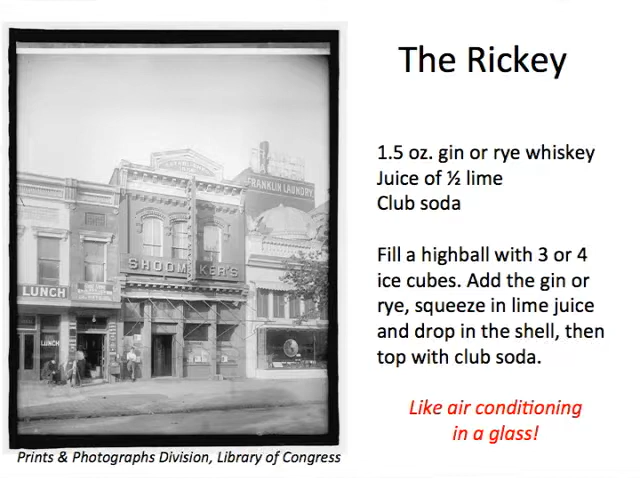 The Rickey
1.5 oz. gin or rye whiskey
Juice of ½ lime
Club soda
Fill a highball with 3 or 4
ice cubes. Add the gin or
rye, squeeze in lime juice
and drop in the shell, then
top with club soda.
Like air conditioning
in a glass!
FRANKLIN LAUNDRY
SHOOMAKER'S
LUNCH
LUNCH
Prints & Photographs Division, Library of Congress